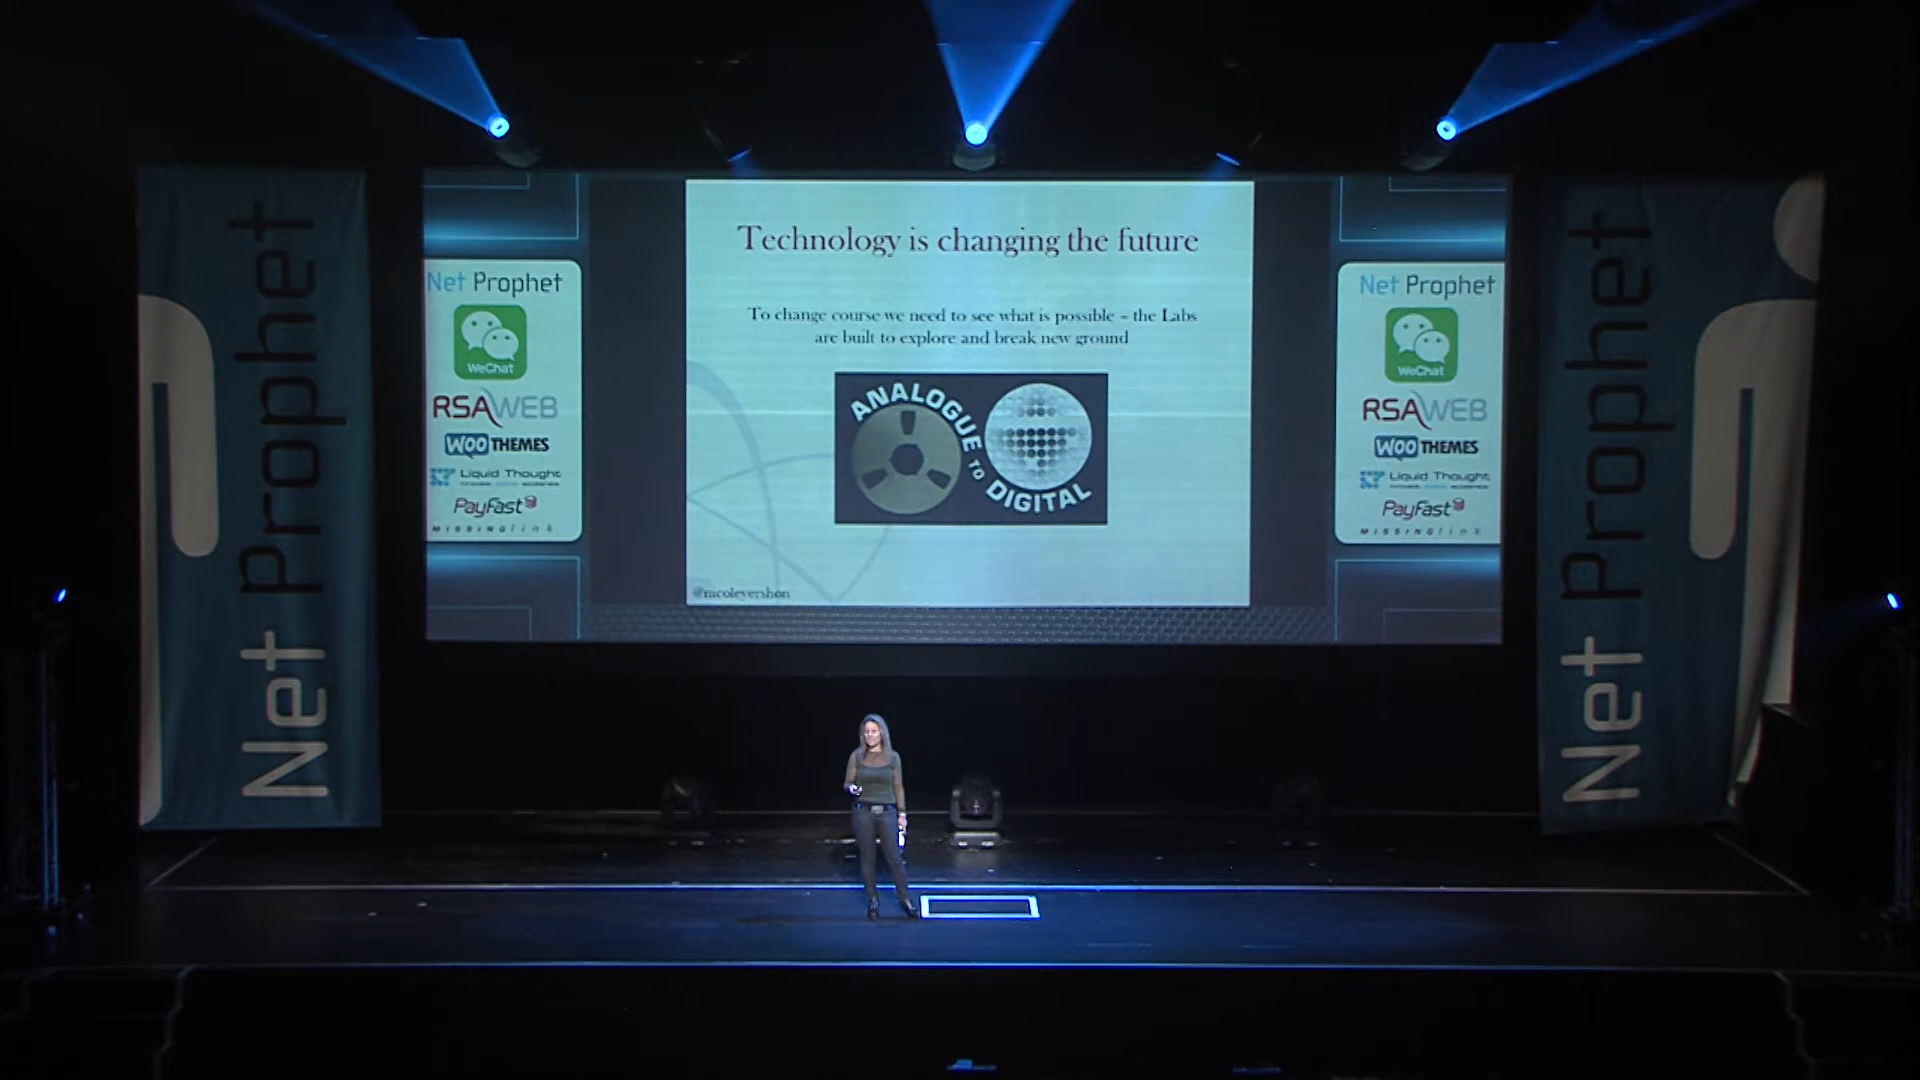 Net Prophet
Net Prophet
WeChat
RSAWEB
WOO THEMES
Liquid Thought
PayFast
MISSINGlink
Technology is changing the future
To change course we need to see what is possible – the Labs
are built to explore and break new ground
ANALOGUE TO DIGITAL
@nicoleyershon
Net Prophet
WeChat
RSAWEB
WOO THEMES
Liquid Thought
PayFast
MISSINGlink
Net Prophet